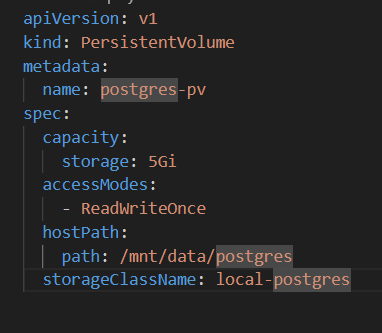 apiVersion: v1
kind: PersistentVolume
metadata:
  name: postgres-pv
spec:
  capacity:
    storage: 5Gi
  accessModes:
    - ReadWriteOnce
  hostPath:
    path: /mnt/data/postgres
  storageClassName: local-postgres